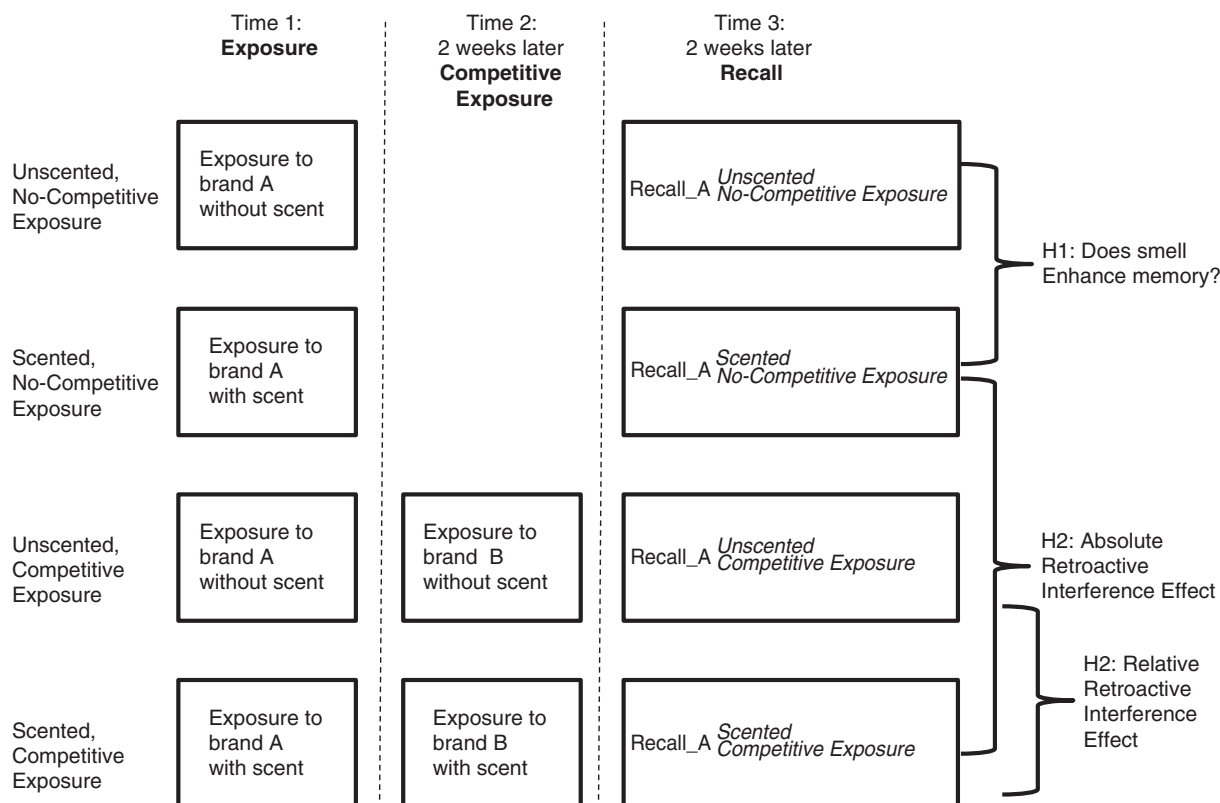 Time 1:
Exposure
Time 2:
2 weeks later
Competitive
Exposure
Time 3:
2 weeks later
Recall
Unscented,
No-Competitive
Exposure
Exposure to
brand A
without scent
Recall_A Unscented
No-Competitive Exposure
H1: Does smell
Enhance memory?
Scented,
No-Competitive
Exposure
Exposure to
brand A
with scent
Recall_A Scented
No-Competitive Exposure
Unscented,
Competitive
Exposure
Exposure to
brand A
without scent
Exposure to
brand B
without scent
Recall_A Unscented
Competitive Exposure
H2: Absolute
Retroactive
Interference Effect
Scented,
Competitive
Exposure
Exposure to
brand A
with scent
Exposure to
brand B
with scent
Recall_A Scented
Competitive Exposure
H2: Relative
Retroactive
Interference
Effect